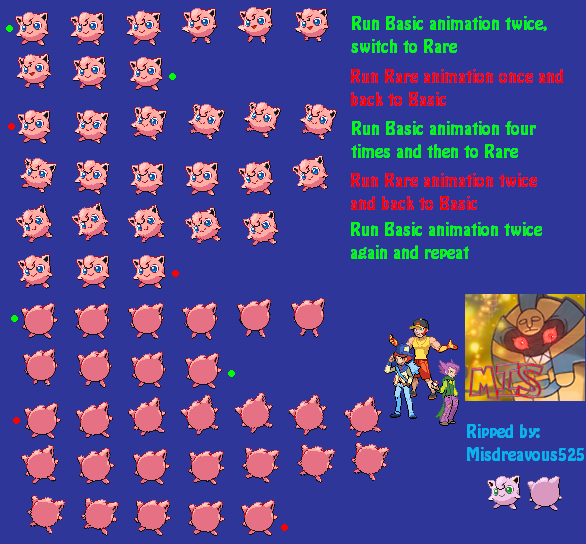 Run Basic animation twice,
switch to Rare
Run Rare animation once and
back to Basic
Run Basic animation four
times and then to Rare
Run Rare animation twice
and back to Basic
Run Basic animation twice
again and repeat
MIS
Ripped by:
Misdreavous525